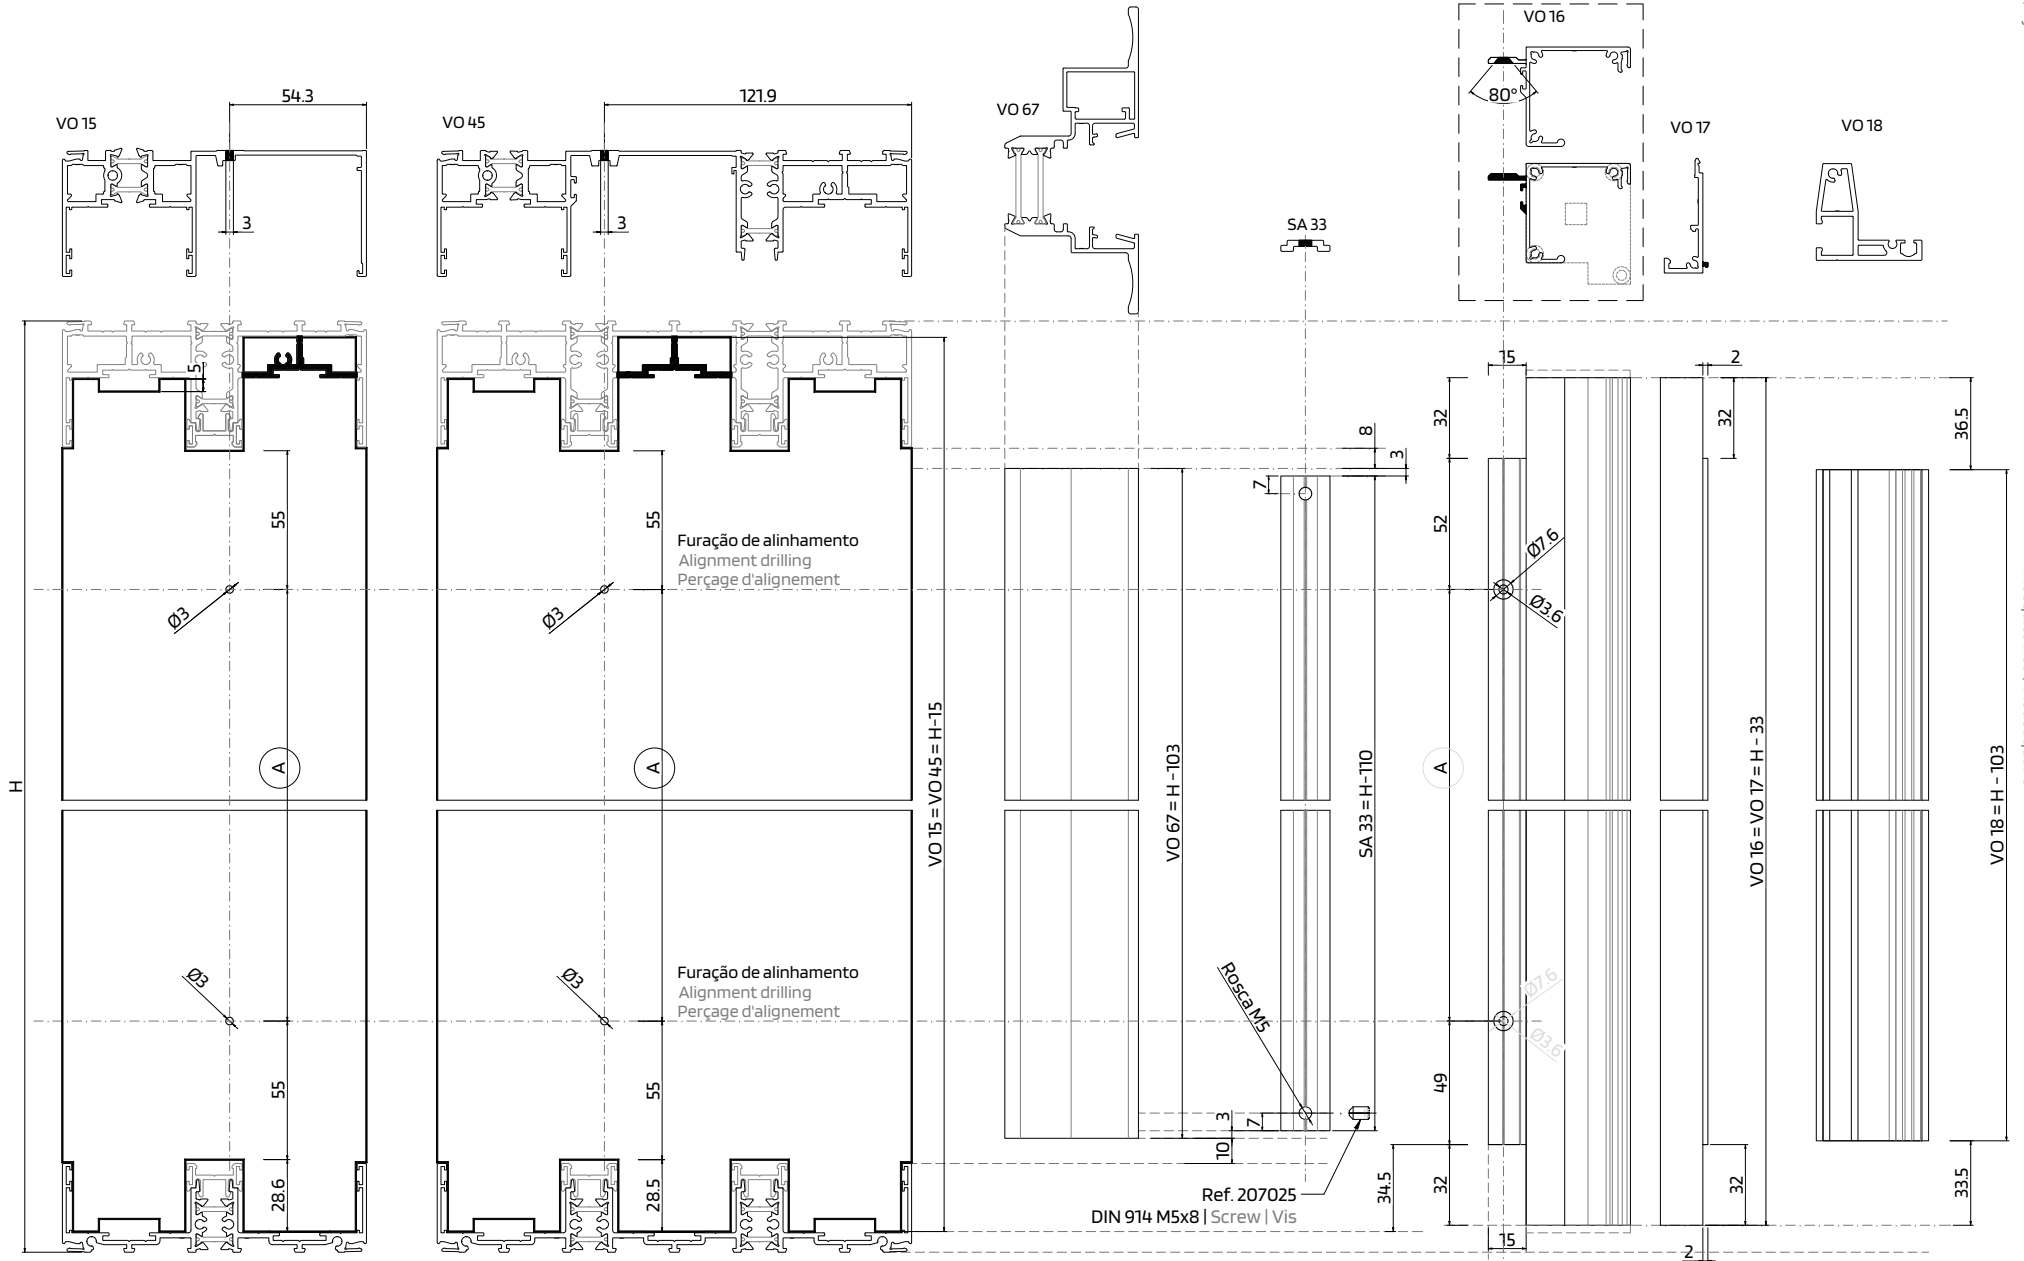 VO 16
54.3
121.9
80°
VO 15
VO 45
VO 67
VO 17
VO 18
3
3
SA 33
5
15
2
32
32
36.5
8
3
7
55
55
52
Furação de alinhamento
Alignment drilling
Perçage d'alignement
Ø7.6
Ø3.6
Ø3
Ø3
H
A
A
VO 15 = VO 45 = H-15
VO 67 = H -103
SA 33 = H-110
A
VO 16 = VO 17 = H - 33
VO 18 = H - 103
Ø3
Ø3
Furação de alinhamento
Alignment drilling
Perçage d'alignement
Rosca M5
Ø7.6
Ø3.6
55
55
49
3
7
10
28.6
28.5
34.5
32
32
33.5
Ref. 207025
DIN 914 M5x8 | Screw | Vis
15
2